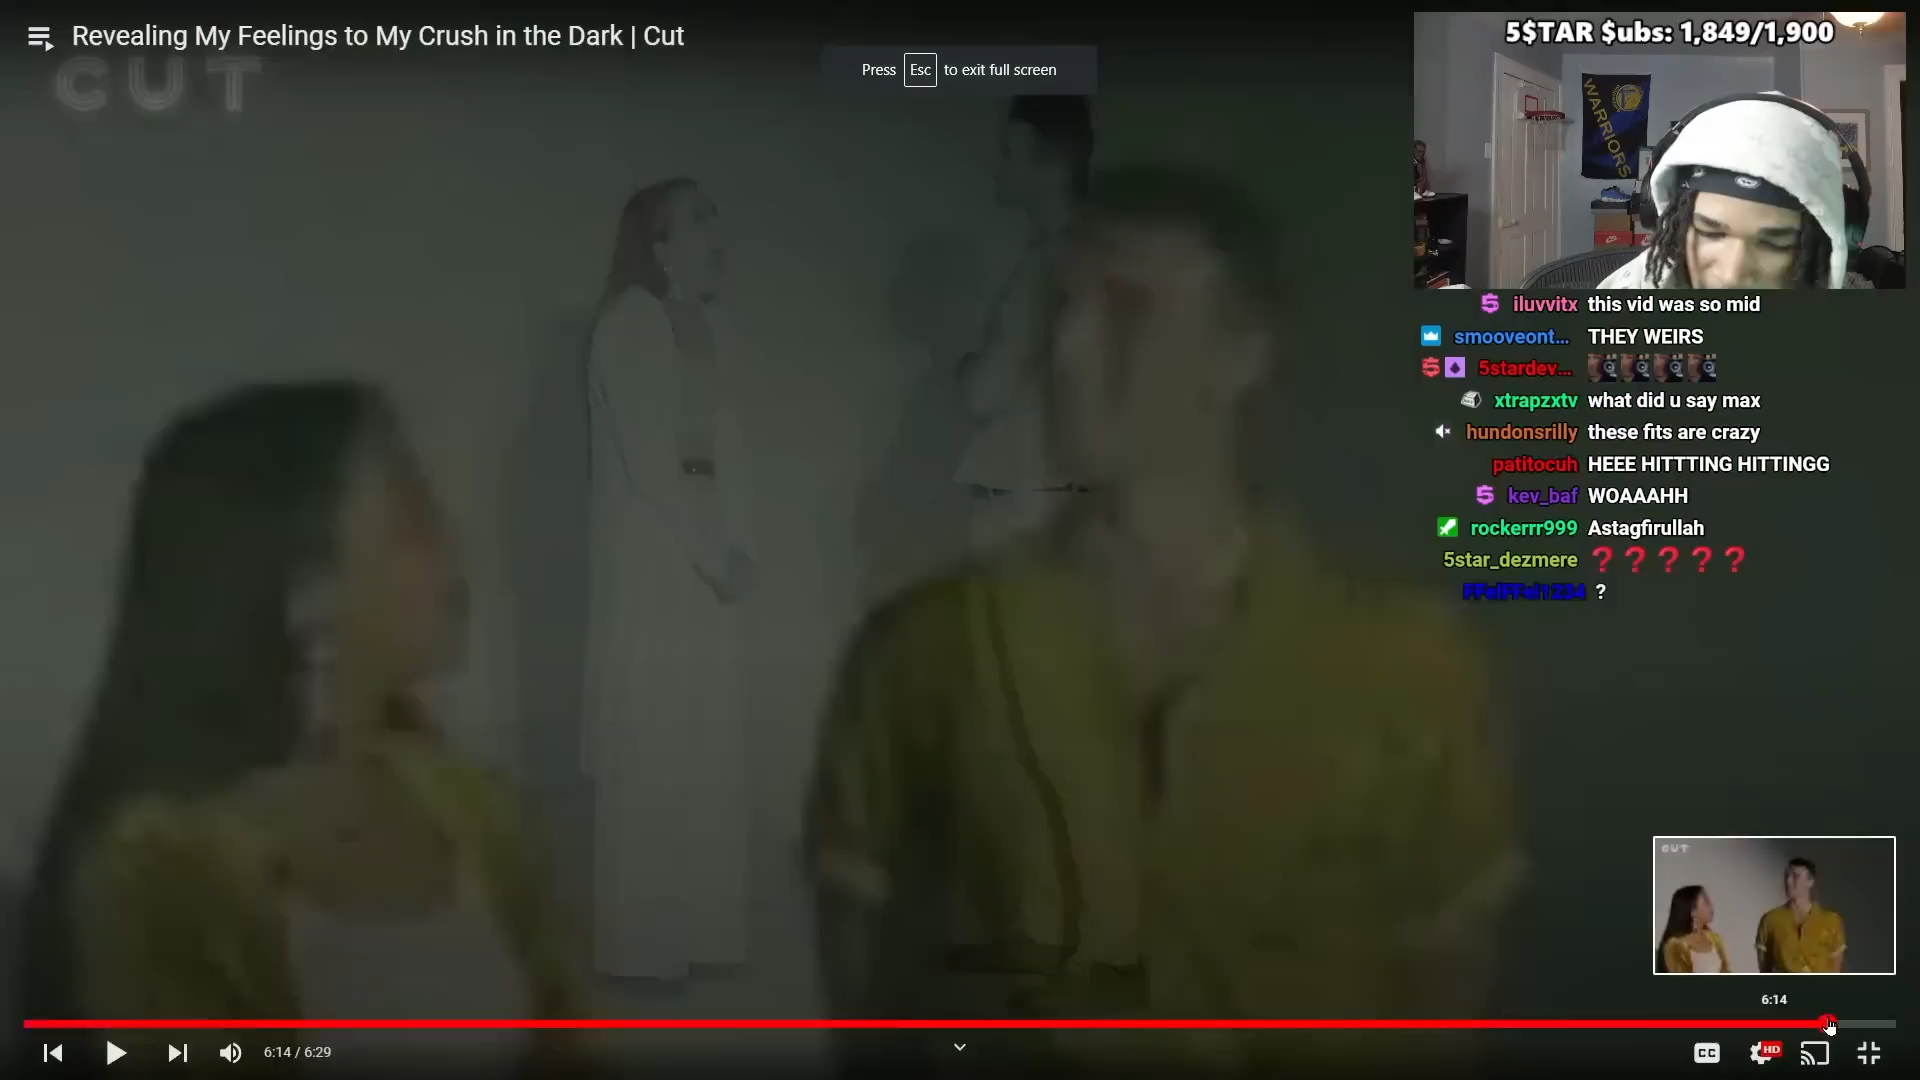 Revealing My Feelings to My Crush in the Dark | Cut
CUT
Press Esc to exit full screen
5$TAR $ubs: 1,849/1,900
WARRIORS
iluvvitx this vid was so mid
smooveont... THEY WEIRS
5stardev...
xtrapzxtv what did u say max
hundonsrilly these fits are crazy
patitocuh HEEE HITTTING HITTINGG
kev_baf WOAAAHH
rockerrr999 Astagfirullah
5star_dezmere ❓❓❓❓❓
?
CUT
6:14
6:14 / 6:29
CC
HD